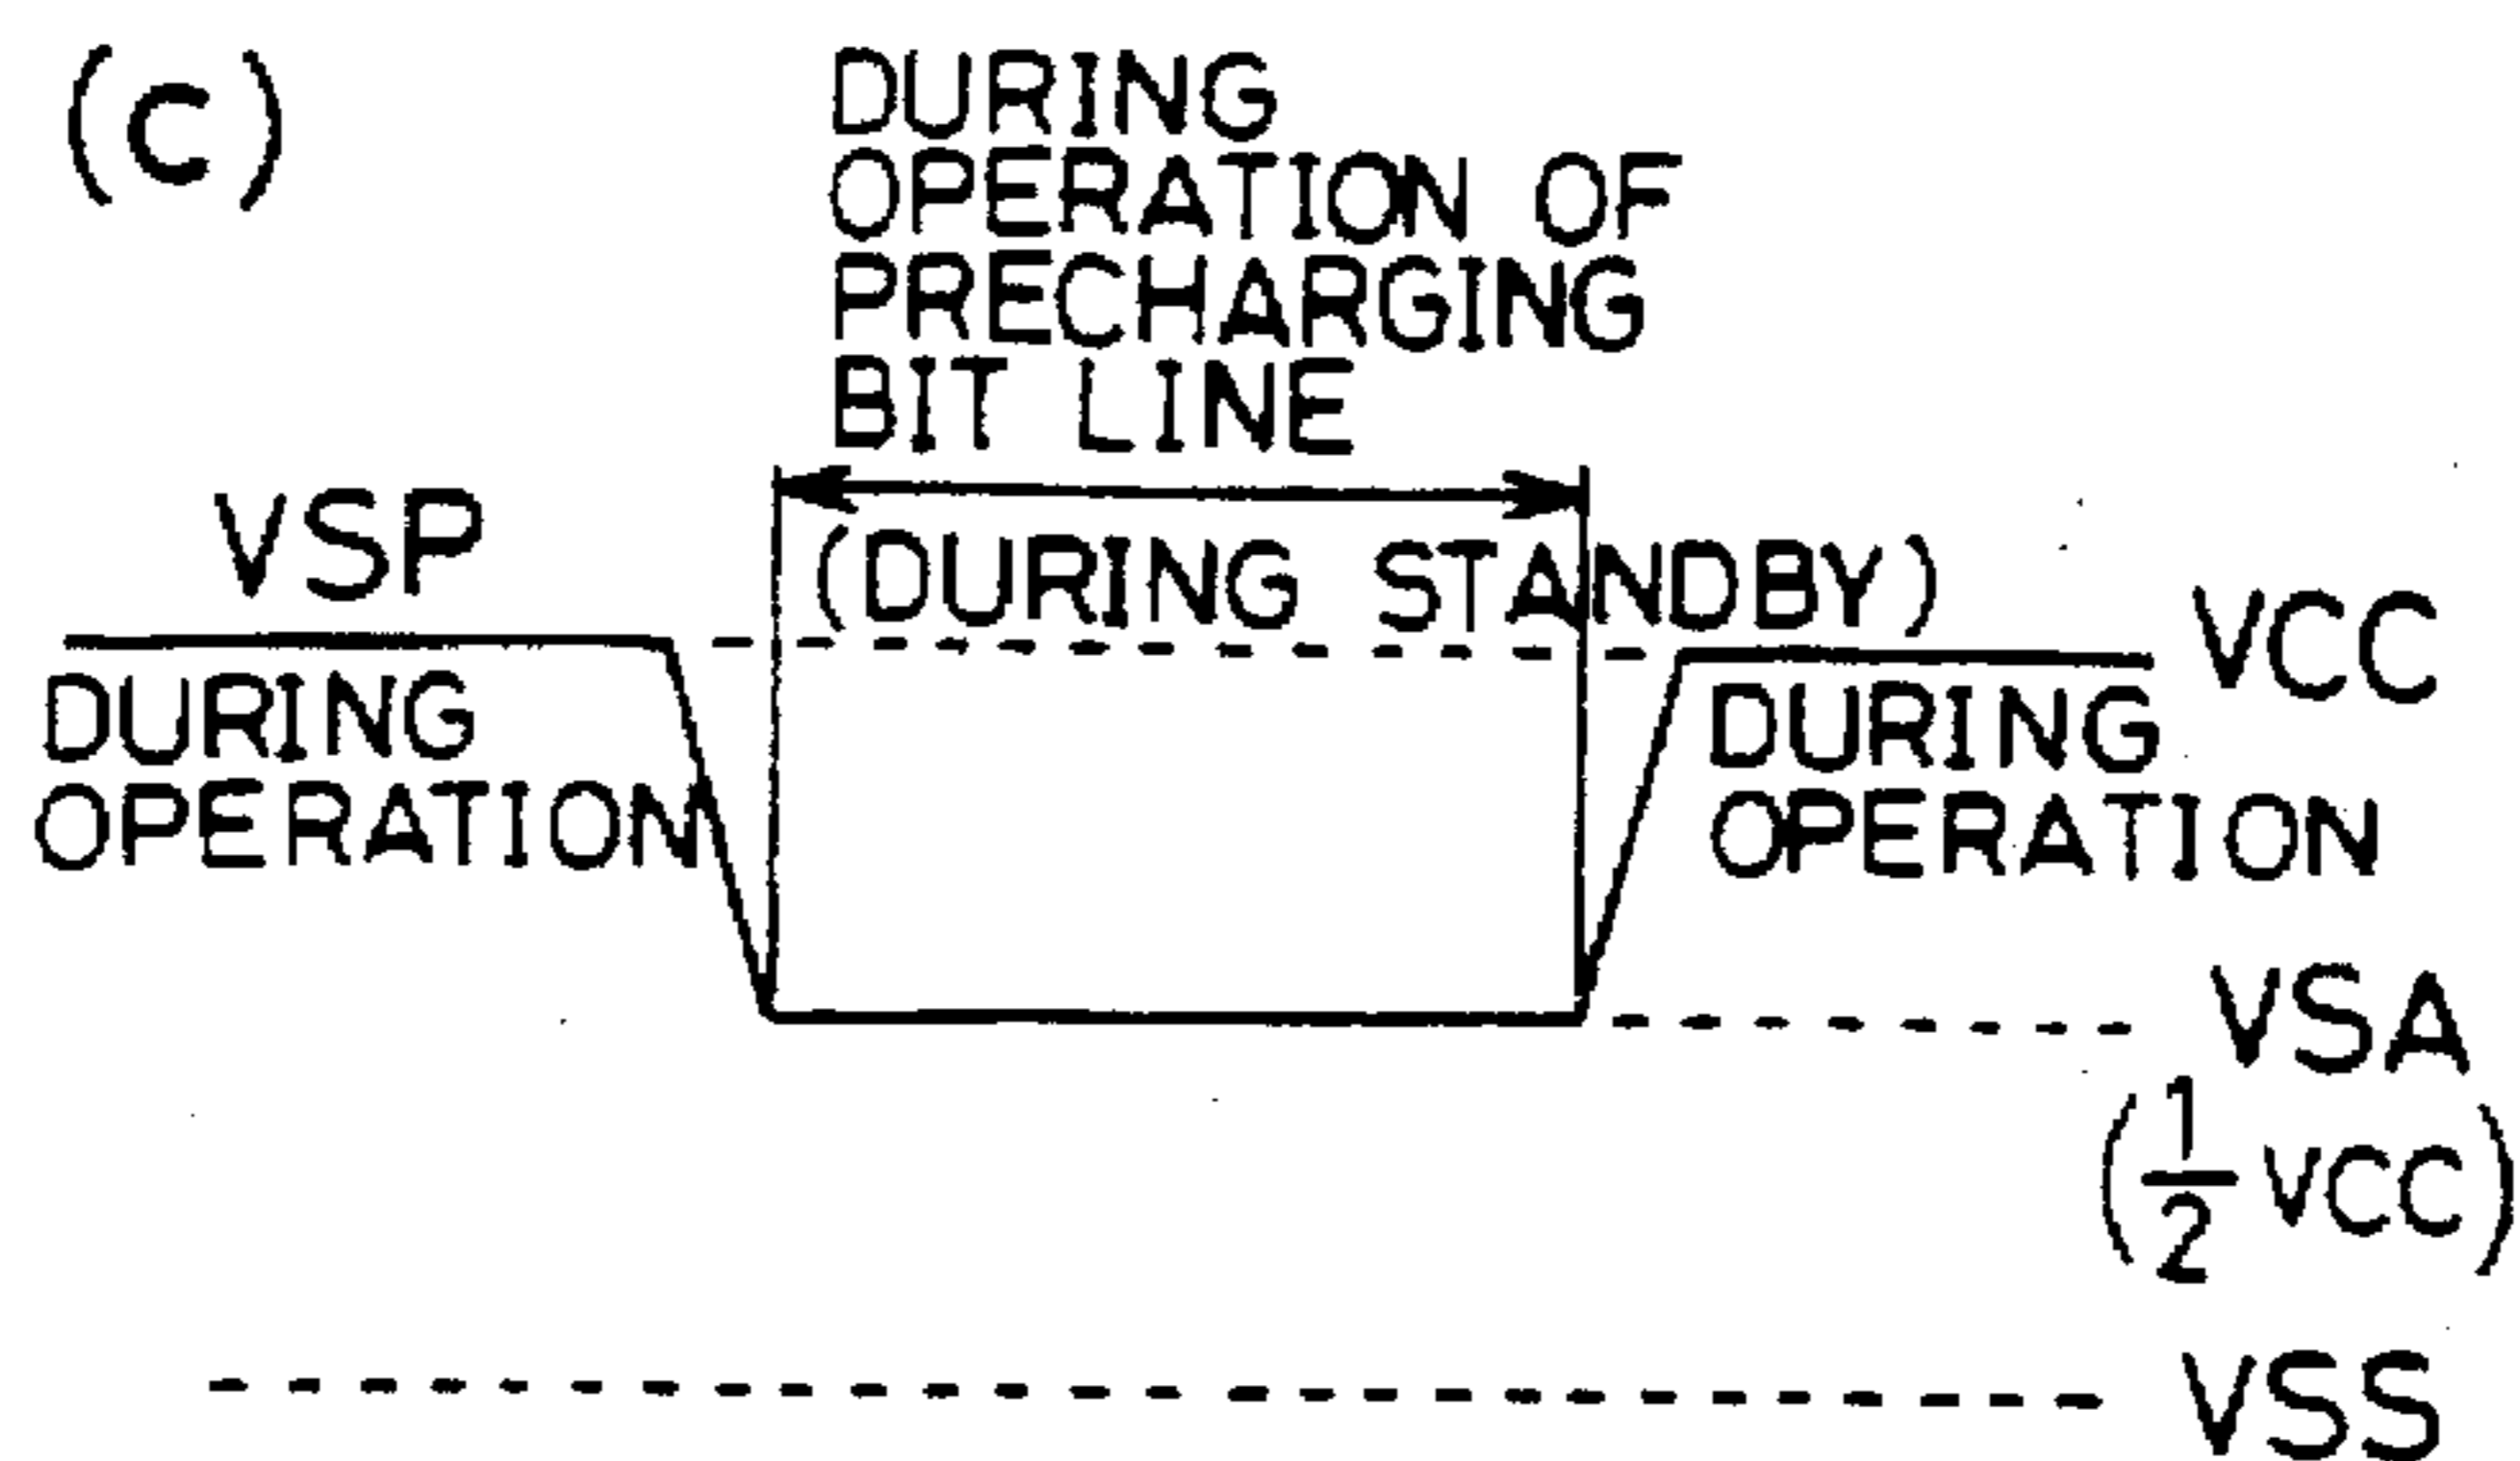 (C)
DURING
OPERATION OF
PRECHARGING
BIT LINE
VSP
(DURING STANDBY)
VCC
DURING
OPERATION
DURING
OPERATION
VSA
(1/2 VCC)
VSS